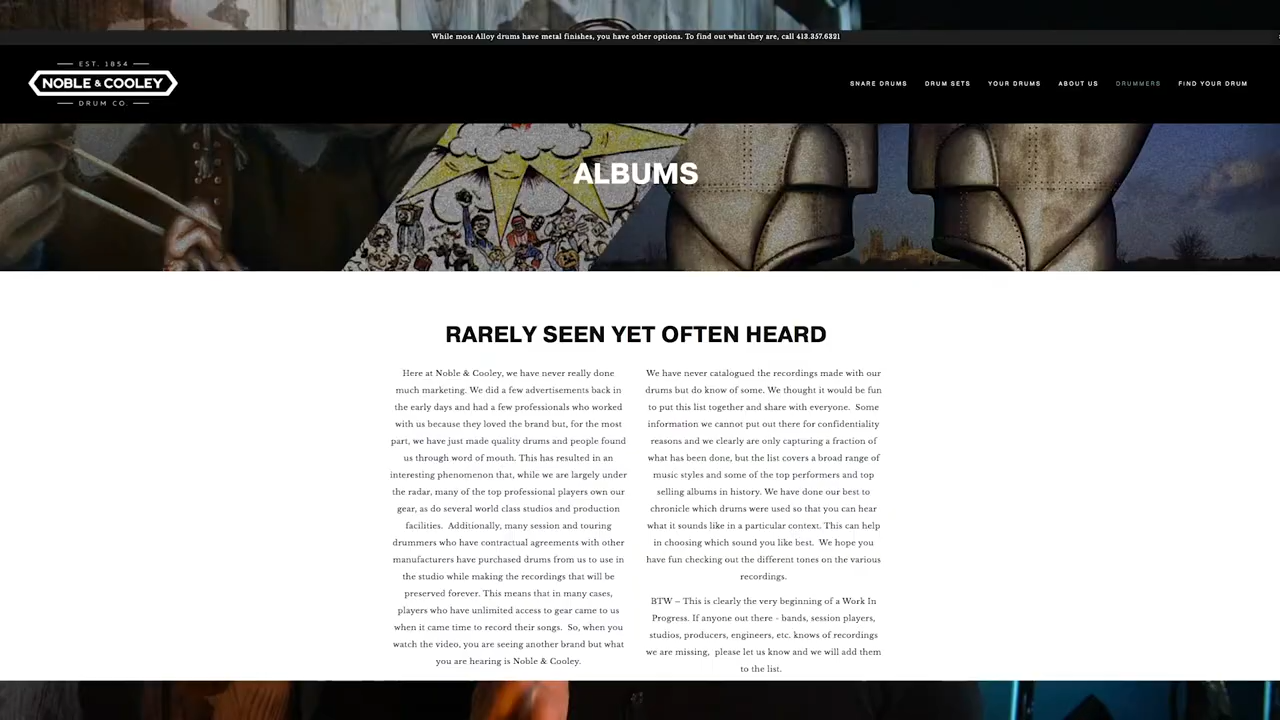 While most Alloy drums have metal finishes, you have other options. To find out what they are, call 413.357.6321
EST. 1854
NOBLE & COOLEY
DRUM CO.
SNARE DRUMS
DRUM SETS
YOUR DRUMS
ABOUT US
DRUMMERS
FIND YOUR DRUM
ALBUMS
RARELY SEEN YET OFTEN HEARD
Here at Noble & Cooley, we have never really done
much marketing. We did a few advertisements back in
the early days and had a few professionals who worked
with us because they loved the brand but, for the most
part, we have just made quality drums and people found
us through word of mouth. This has resulted in an
interesting phenomenon that, while we are largely under
the radar, many of the top professional players own our
gear, as do several world class studios and production
facilities.  Additionally, many session and touring
drummers who have contractual agreements with other
manufacturers have purchased drums from us to use in
the studio while making the recordings that will be
preserved forever. This means that in many cases,
players who have unlimited access to gear came to us
when it came time to record their songs.  So, when you
watch the video, you are seeing another brand but what
you are hearing is Noble & Cooley.
We have never catalogued the recordings made with our
drums but do know of some. We thought it would be fun
to put this list together and share with everyone.  Some
information we cannot put out there for confidentiality
reasons and we clearly are only capturing a fraction of
what has been done, but the list covers a broad range of
music styles and some of the top performers and top
selling albums in history. We have done our best to
chronicle which drums were used so that you can hear
what it sounds like in a particular context. This can help
in choosing which sound you like best.  We hope you
have fun checking out the different tones on the various
recordings.
BTW – This is clearly the very beginning of a Work In
Progress. If anyone out there - bands, session players,
studios, producers, engineers, etc. knows of recordings
we are missing,  please let us know and we will add them
to the list.